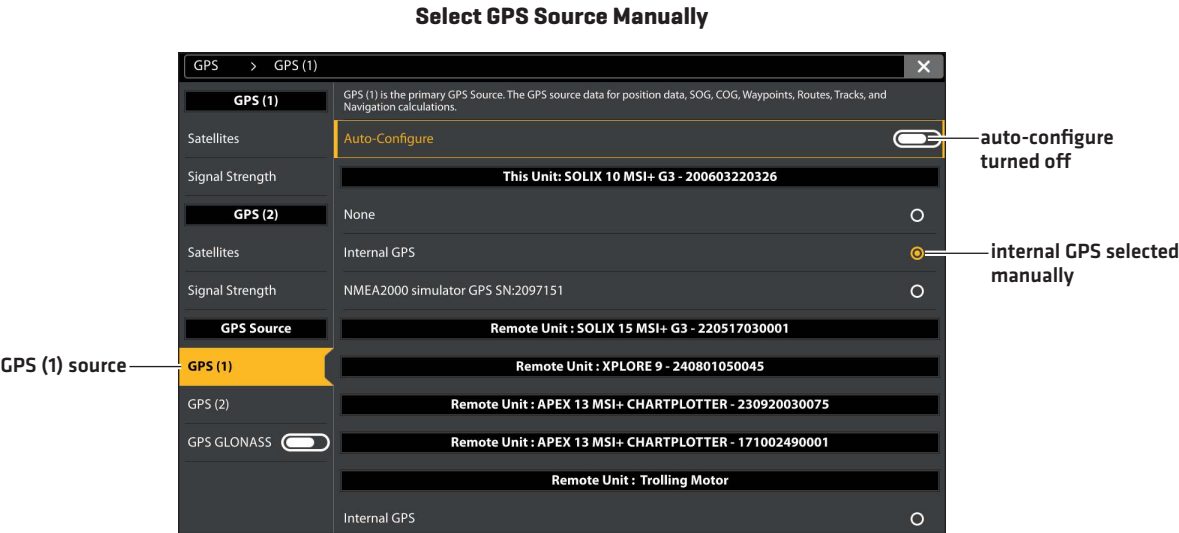 Select GPS Source Manually
GPS > GPS (1)
GPS (1)
Satellites
Signal Strength
GPS (2)
Satellites
Signal Strength
GPS Source
GPS (1) source
GPS (1)
GPS (2)
GPS GLONASS
GPS (1) is the primary GPS Source. The GPS source data for position data, SOG, COG, Waypoints, Routes, Tracks, and
Navigation calculations.
Auto-Configure
auto-configure
turned off
This Unit: SOLIX 10 MSI+ G3 - 200603220326
None
Internal GPS
internal GPS selected
manually
NMEA2000 simulator GPS SN:2097151
Remote Unit : SOLIX 15 MSI+ G3 - 220517030001
Remote Unit : XPLORE 9 - 240801050045
Remote Unit : APEX 13 MSI+ CHARTPLOTTER - 230920030075
Remote Unit : APEX 13 MSI+ CHARTPLOTTER - 171002490001
Remote Unit : Trolling Motor
Internal GPS